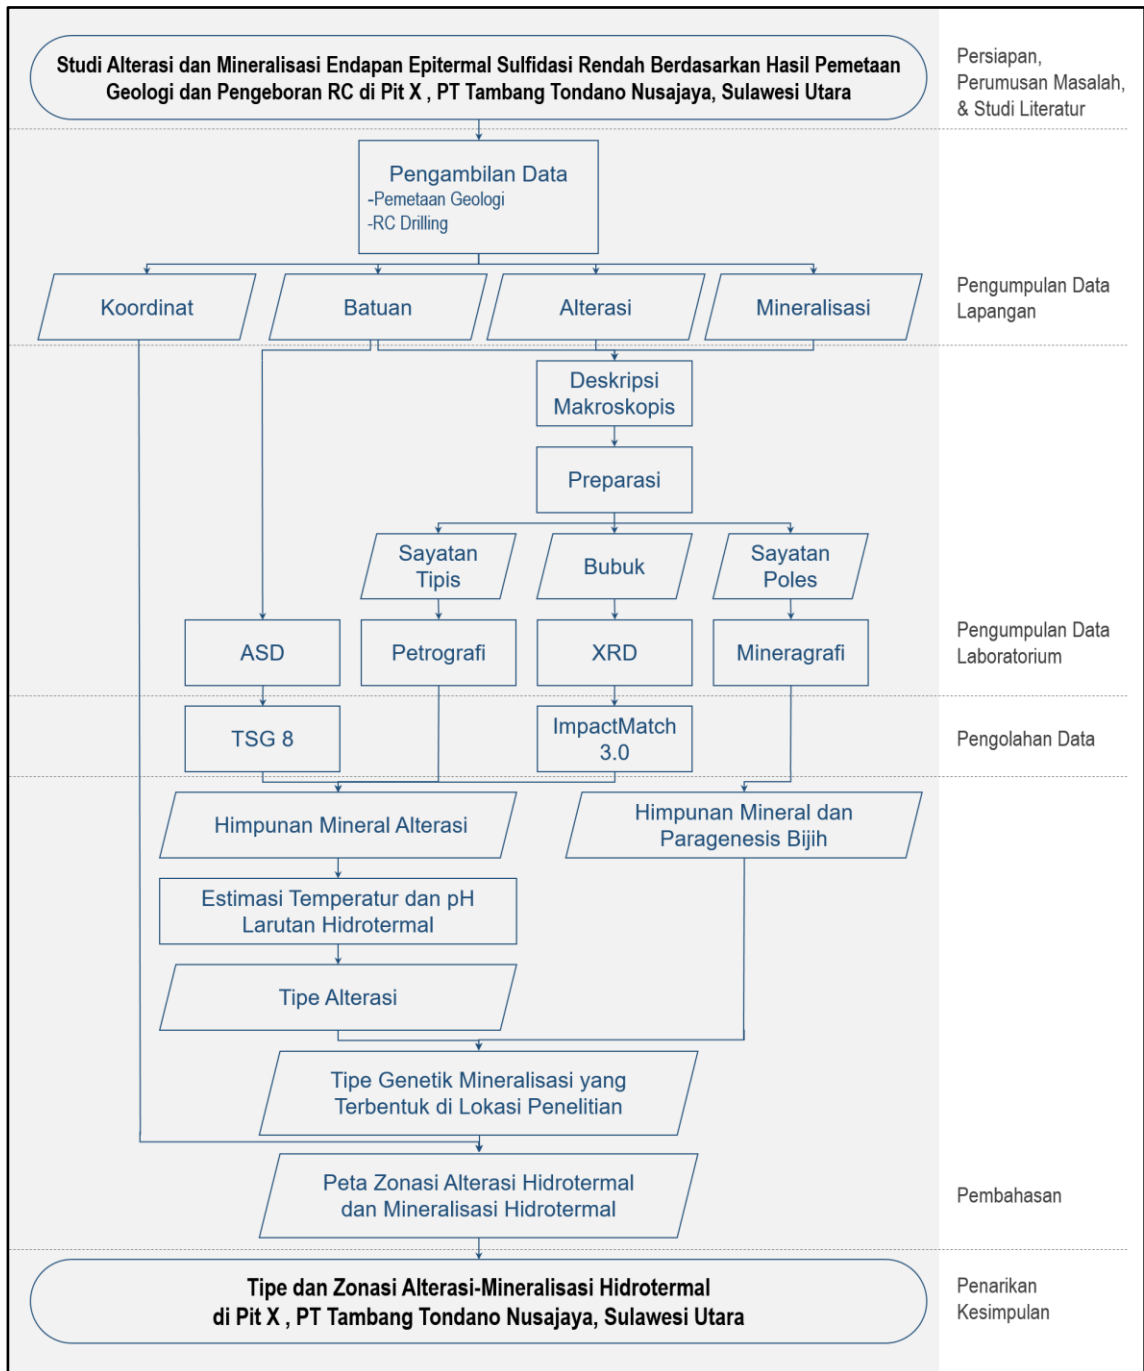 Studi Alterasi dan Mineralisasi Endapan Epitermal Sulfidasi Rendah Berdasarkan Hasil Pemetaan
Geologi dan Pengeboran RC di Pit X , PT Tambang Tondano Nusajaya, Sulawesi Utara
Persiapan,
Perumusan Masalah,
& Studi Literatur
Pengambilan Data
-Pemetaan Geologi
-RC Drilling
Koordinat
Batuan
Alterasi
Mineralisasi
Pengumpulan Data
Lapangan
Deskripsi
Makroskopis
Preparasi
Sayatan
Tipis
Bubuk
Sayatan
Poles
ASD
Petrografi
XRD
Mineragrafi
Pengumpulan Data
Laboratorium
TSG 8
ImpactMatch
3.0
Pengolahan Data
Himpunan Mineral Alterasi
Himpunan Mineral dan
Paragenesis Bijih
Estimasi Temperatur dan pH
Larutan Hidrotermal
Tipe Alterasi
Tipe Genetik Mineralisasi yang
Terbentuk di Lokasi Penelitian
Peta Zonasi Alterasi Hidrotermal
dan Mineralisasi Hidrotermal
Pembahasan
Tipe dan Zonasi Alterasi-Mineralisasi Hidrotermal
di Pit X , PT Tambang Tondano Nusajaya, Sulawesi Utara
Penarikan
Kesimpulan